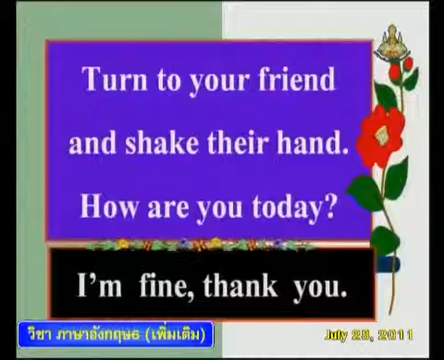 Turn to your friend
and shake their hand.
How are you today?
I'm fine, thank you.
วิชา ภาษาอังกฤษ6 (เพิ่มเติม)
July 28, 2011